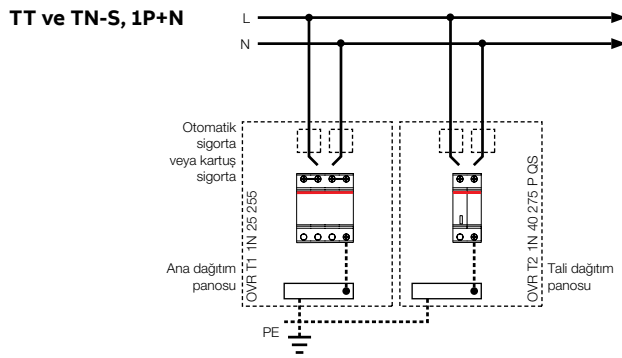 TT ve TN-S, 1P+N
L
N
Otomatik
sigorta
veya kartuş
sigorta
OVR T1 1N 25 255
Ana dağıtım
panosu
OVR T2 1N 40 275 P QS
Tali dağıtım
panosu
PE